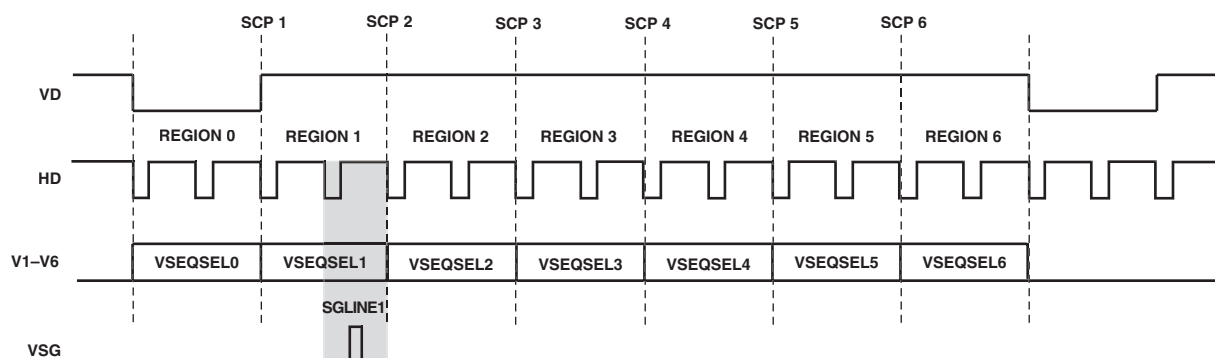 SCP 1 SCP 2 SCP 3 SCP 4 SCP 5 SCP 6
VD
REGION 0 REGION 1 REGION 2 REGION 3 REGION 4 REGION 5 REGION 6
HD
V1–V6 VSEQSEL0 VSEQSEL1 VSEQSEL2 VSEQSEL3 VSEQSEL4 VSEQSEL5 VSEQSEL6
SGLINE1
VSG